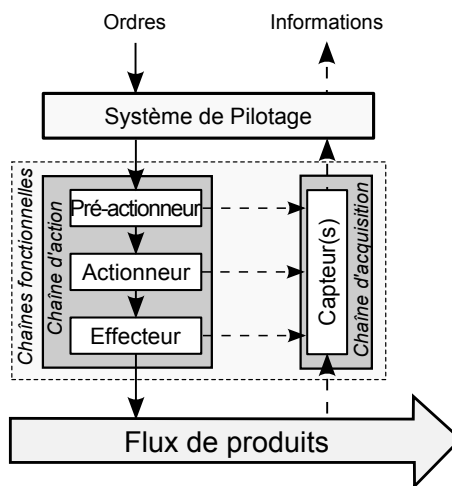 Ordres
Informations
Système de Pilotage
Chaînes fonctionnelles
Chaîne d'action
Pré-actionneur
Actionneur
Effecteur
Capteur(s)
Chaîne d'acquisition
Flux de produits